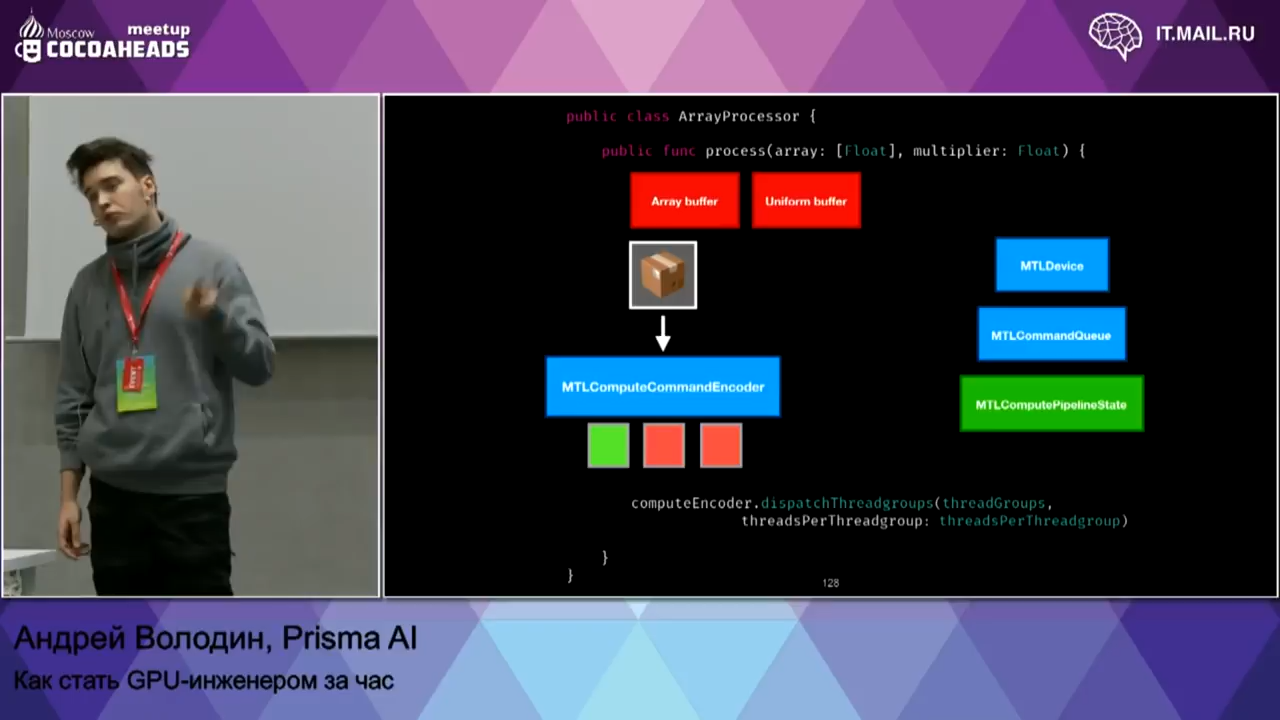 Moscow
meetup
COCOAHEADS
IT.MAIL.RU
public class ArrayProcessor {
public func process(array: [Float], multiplier: Float) {
Array buffer
Uniform buffer
MTLDevice
MTLCommandQueue
MTLComputeCommandEncoder
MTLComputePipelineState
computeEncoder.dispatchThreadgroups(threadGroups,
threadsPerThreadgroup: threadsPerThreadgroup)
}
}
128
EVENT
Андрей Володин, Prisma AI
Как стать GPU-инженером за час